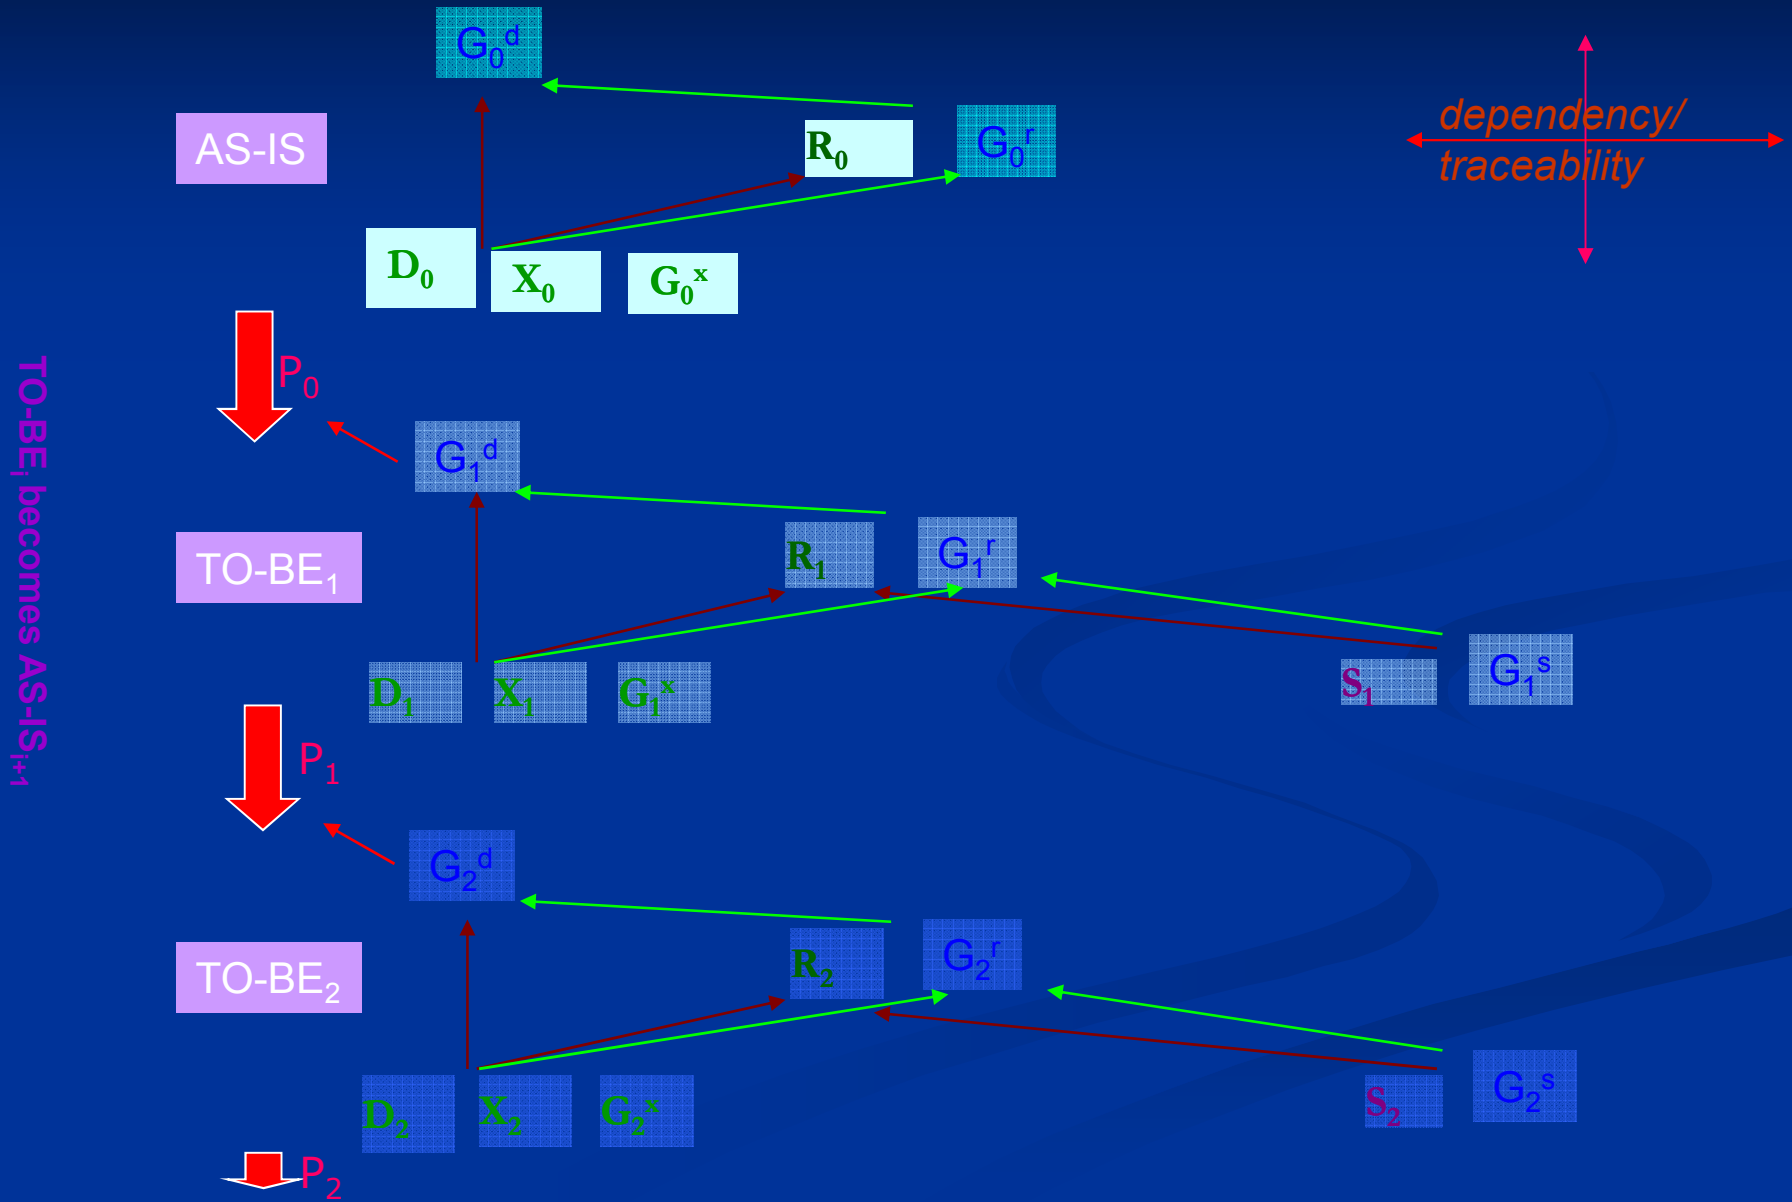 G₀ᵈ
AS-IS
R₀
G₀ʳ
dependency/
traceability
D₀
X₀
G₀ˣ
TO-BEᵢ becomes AS-ISᵢ₊₁
P₀
G₁ᵈ
TO-BE₁
R₁
G₁ʳ
D₁
X₁
G₁ˣ
S₁
G₁ˢ
P₁
G₂ᵈ
TO-BE₂
R₂
G₂ʳ
D₂
X₂
G₂ˣ
S₂
G₂ˢ
P₂